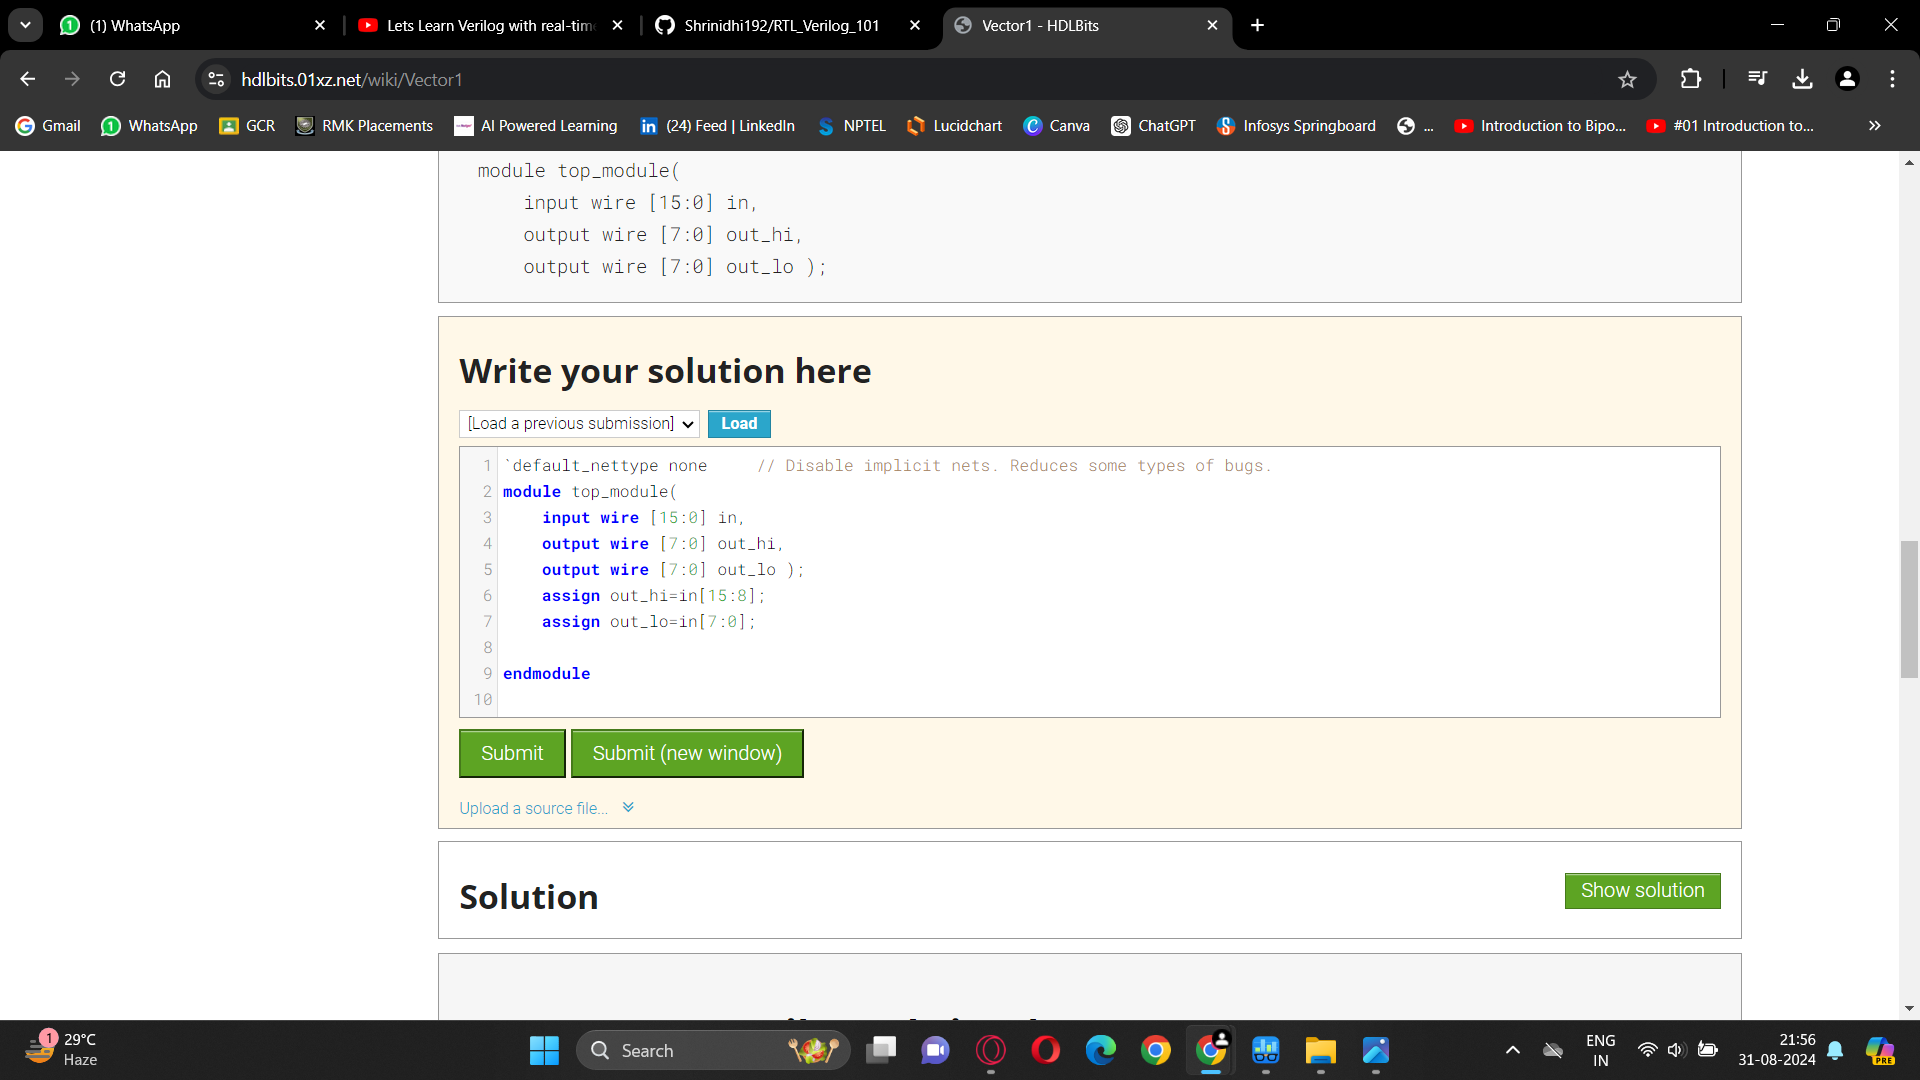 (1) WhatsApp
Lets Learn Verilog with real-time
Shrinidhi192/RTL_Verilog_101
Vector1 - HDLBits
hdlbits.01xz.net/wiki/Vector1
Gmail WhatsApp GCR RMK Placements AI Powered Learning (24) Feed | LinkedIn NPTEL Lucidchart Canva ChatGPT Infosys Springboard ... Introduction to Bipo... #01 Introduction to...
module top_module(
input wire [15:0] in,
output wire [7:0] out_hi,
output wire [7:0] out_lo );
Write your solution here
[Load a previous submission] Load
1 `default_nettype none // Disable implicit nets. Reduces some types of bugs.
2 module top_module(
3 input wire [15:0] in,
4 output wire [7:0] out_hi,
5 output wire [7:0] out_lo );
6 assign out_hi=in[15:8];
7 assign out_lo=in[7:0];
8
9 endmodule
10
Submit Submit (new window)
Upload a source file...
Solution
Show solution
1
29°C
Haze
Search
ENG
IN
21:56
31-08-2024
PRE